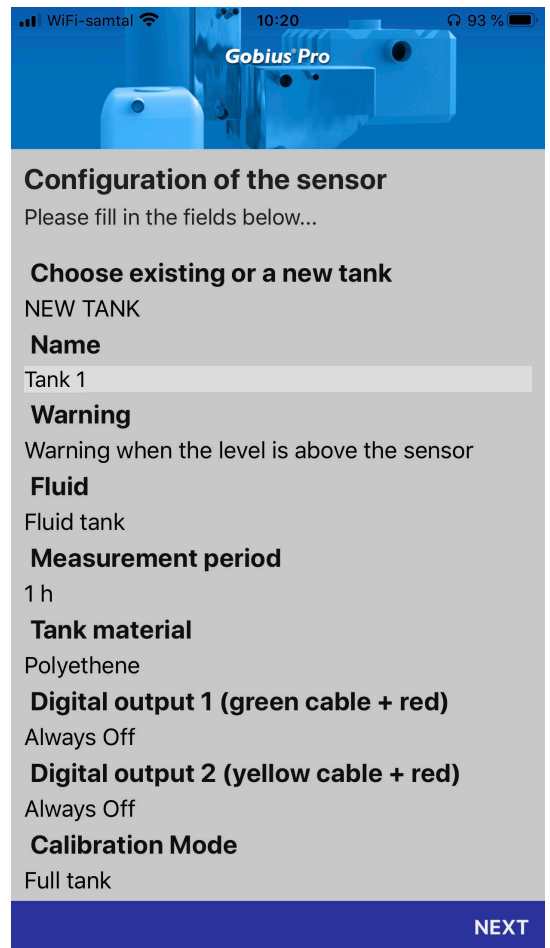 WiFi-samtal 10:20 93 %
Gobius® Pro
Configuration of the sensor
Please fill in the fields below...
Choose existing or a new tank
NEW TANK
Name
Tank 1
Warning
Warning when the level is above the sensor
Fluid
Fluid tank
Measurement period
1 h
Tank material
Polyethene
Digital output 1 (green cable + red)
Always Off
Digital output 2 (yellow cable + red)
Always Off
Calibration Mode
Full tank
NEXT